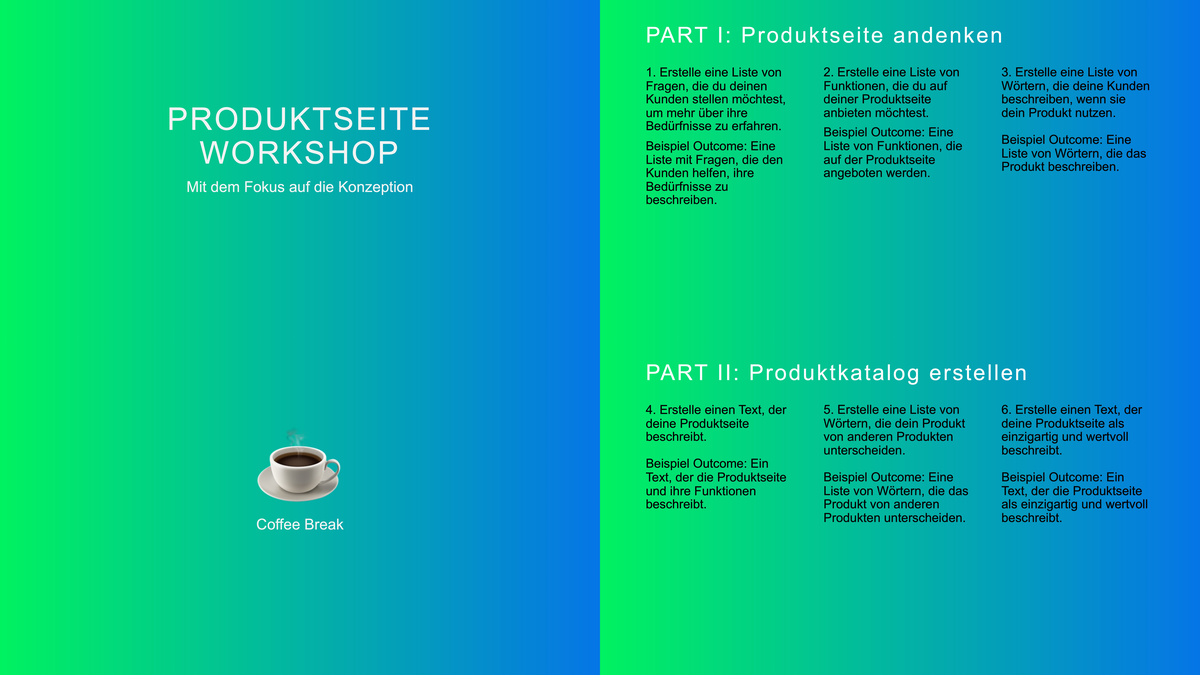 PRODUKTSEITE
WORKSHOP
Mit dem Fokus auf die Konzeption
PART I: Produktseite andenken
1. Erstelle eine Liste von
Fragen, die du deinen
Kunden stellen möchtest,
um mehr über ihre
Bedürfnisse zu erfahren.
Beispiel Outcome: Eine
Liste mit Fragen, die den
Kunden helfen, ihre
Bedürfnisse zu
beschreiben.
2. Erstelle eine Liste von
Funktionen, die du auf
deiner Produktseite
anbieten möchtest.
Beispiel Outcome: Eine
Liste von Funktionen, die
auf der Produktseite
angeboten werden.
3. Erstelle eine Liste von
Wörtern, die deine Kunden
beschreiben, wenn sie
dein Produkt nutzen.
Beispiel Outcome: Eine
Liste von Wörtern, die das
Produkt beschreiben.
Coffee Break
PART II: Produktkatalog erstellen
4. Erstelle einen Text, der
deine Produktseite
beschreibt.
Beispiel Outcome: Ein
Text, der die Produktseite
und ihre Funktionen
beschreibt.
5. Erstelle eine Liste von
Wörtern, die dein Produkt
von anderen Produkten
unterscheiden.
Beispiel Outcome: Eine
Liste von Wörtern, die das
Produkt von anderen
Produkten unterscheiden.
6. Erstelle einen Text, der
deine Produktseite als
einzigartig und wertvoll
beschreibt.
Beispiel Outcome: Ein
Text, der die Produktseite
als einzigartig und wertvoll
beschreibt.